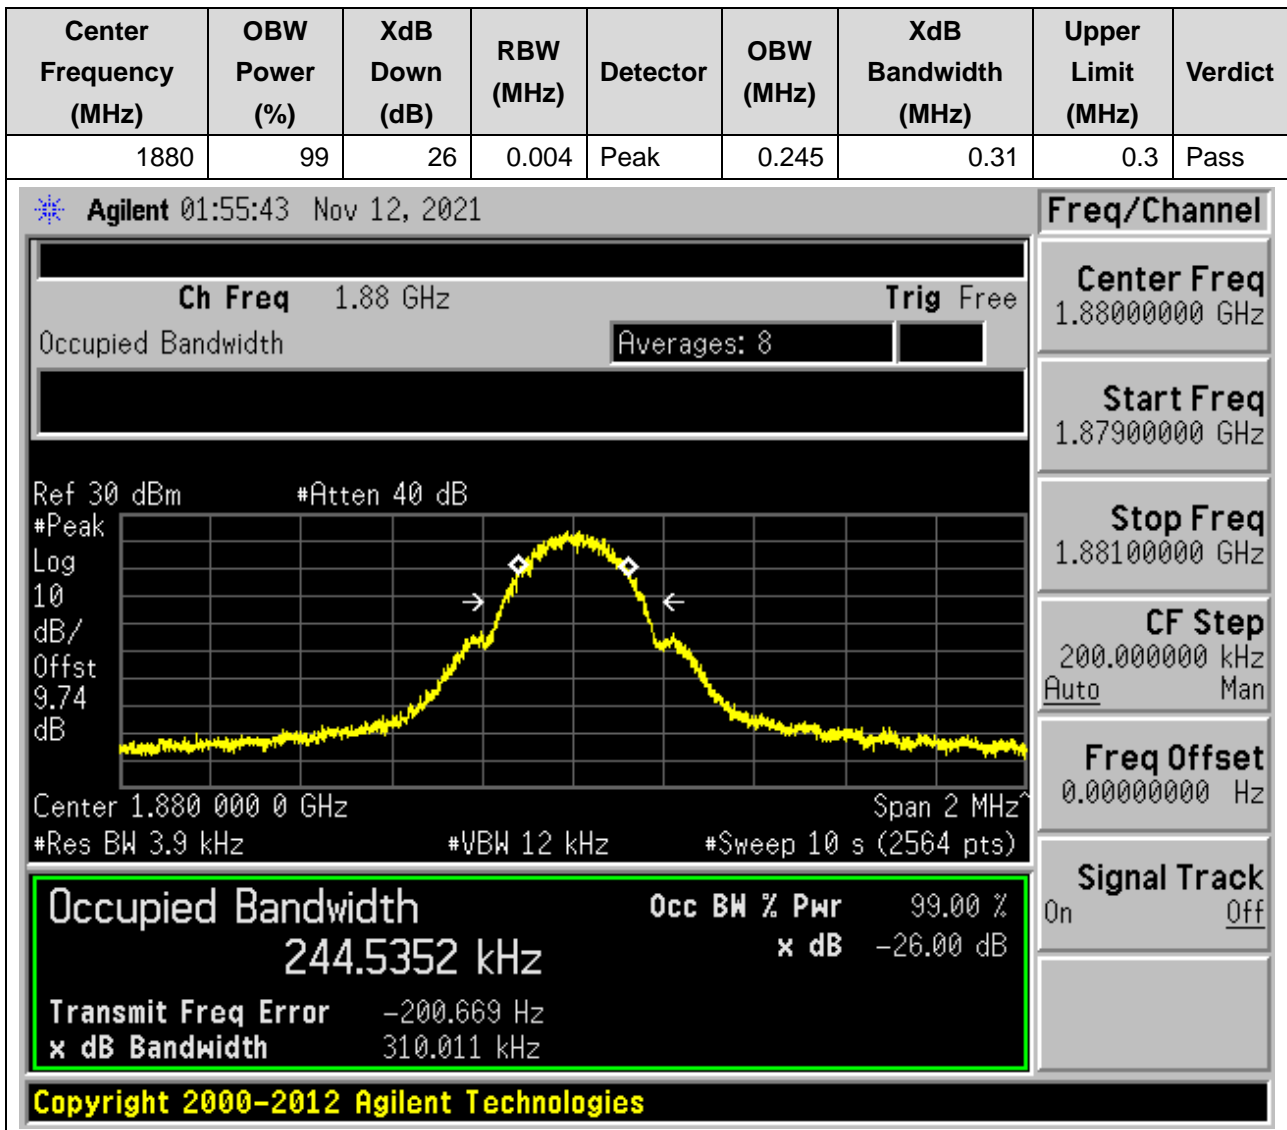 Center Frequency (MHz) OBW Power (%) XdB Down (dB) RBW (MHz) Detector OBW (MHz) XdB Bandwidth (MHz) Upper Limit (MHz) Verdict
1880 99 26 0.004 Peak 0.245 0.31 0.3 Pass
Agilent 01:55:43 Nov 12, 2021
Ch Freq 1.88 GHz Trig Free
Occupied Bandwidth Averages: 8
Ref 30 dBm #Atten 40 dB
#Peak
Log
10
dB/
Offst
9.74
dB
Center 1.880 000 0 GHz Span 2 MHz^
#Res BW 3.9 kHz #VBW 12 kHz #Sweep 10 s (2564 pts)
Occupied Bandwidth Occ BW % Pwr 99.00 %
244.5352 kHz x dB -26.00 dB
Transmit Freq Error -200.669 Hz
x dB Bandwidth 310.011 kHz
Copyright 2000-2012 Agilent Technologies
Freq/Channel
Center Freq
1.88000000 GHz
Start Freq
1.87900000 GHz
Stop Freq
1.88100000 GHz
CF Step
200.000000 kHz
Auto Man
Freq Offset
0.00000000 Hz
Signal Track
On Off